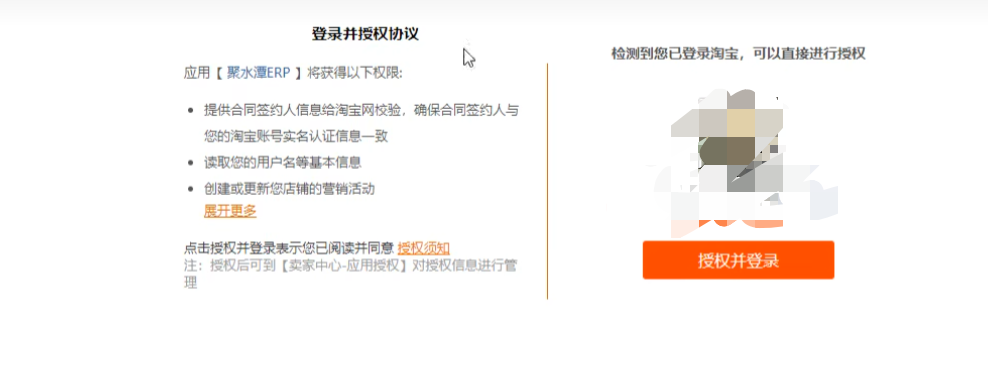 登录并授权协议
应用【 聚水潭ERP 】将获得以下权限:
提供合同签约人信息给淘宝网校验，确保合同签约人与
您的淘宝账号实名认证信息一致
读取您的用户名等基本信息
创建或更新您店铺的营销活动
展开更多
点击授权并登录表示您已阅读并同意 授权须知
注：授权后可到【卖家中心-应用授权】对授权信息进行管
理
检测到您已登录淘宝，可以直接进行授权
授权并登录